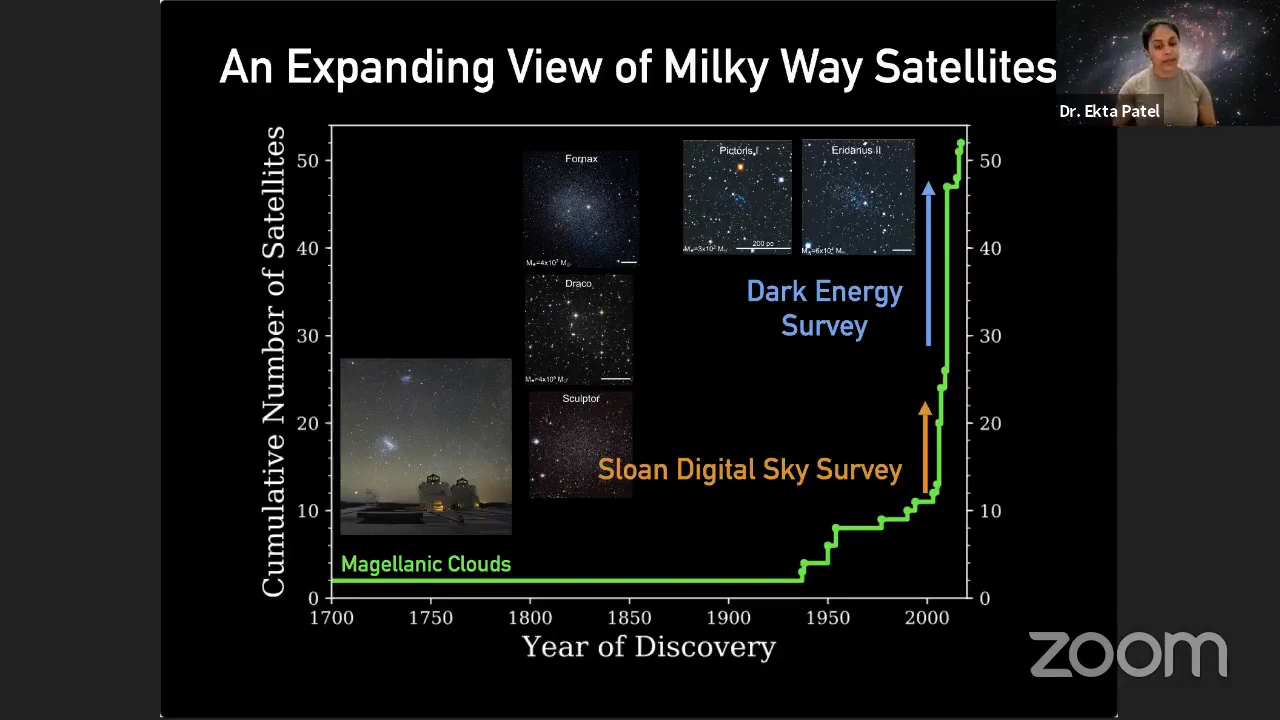 An Expanding View of Milky Way Satellites
Dr. Ekta Patel
Cumulative Number of Satellites
50
40
30
20
10
0
Fornax
M⋆=4x10⁷ M☉
Draco
Sculptor
Pictoris I
200 pc
Eridanus II
Dark Energy
Survey
Sloan Digital Sky Survey
Magellanic Clouds
50
40
30
20
10
0
1700
1750
1800
1850
1900
1950
2000
Year of Discovery
zoom